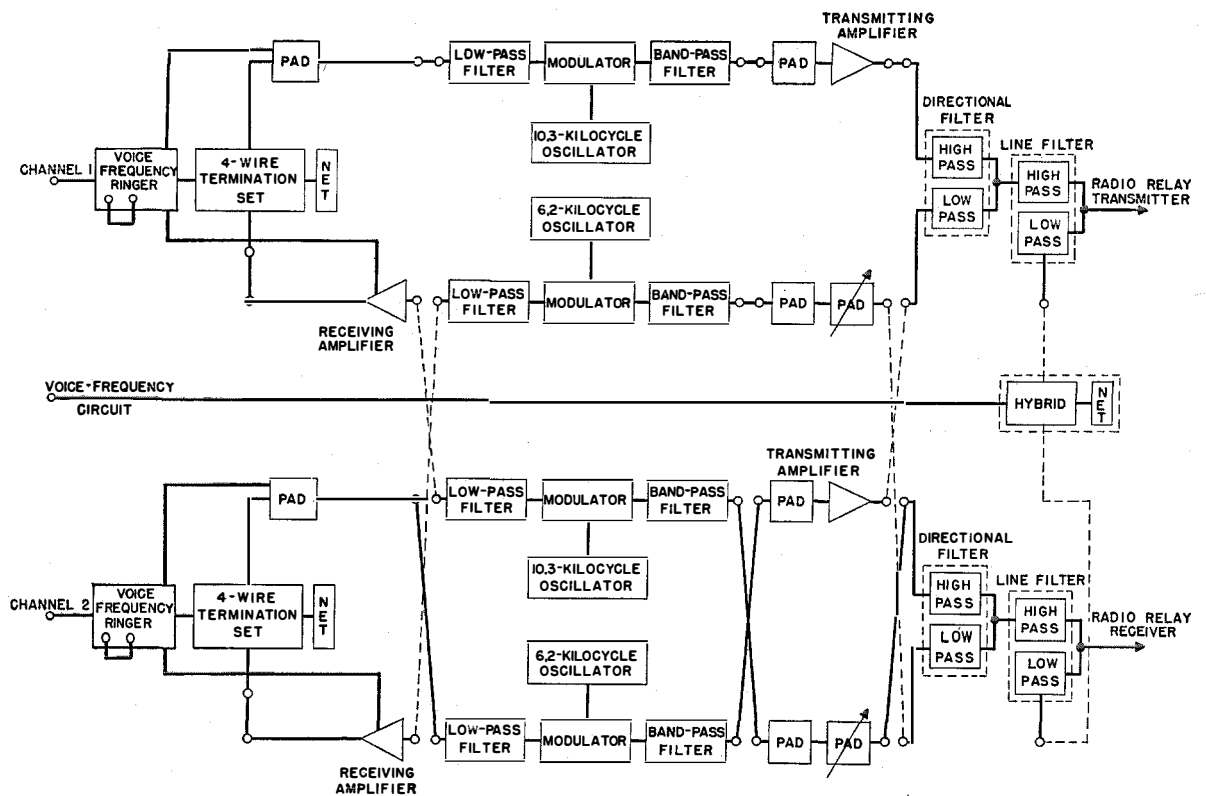 TRANSMITTING
AMPLIFIER
PAD
LOW-PASS
FILTER
MODULATOR
BAND-PASS
FILTER
PAD
DIRECTIONAL
FILTER
10,3-KILOCYCLE
OSCILLATOR
LINE FILTER
HIGH
PASS
CHANNEL 1
VOICE
FREQUENCY
RINGER
4-WIRE
TERMINATION
SET
NET
HIGH
PASS
RADIO RELAY
TRANSMITTER
LOW
PASS
6,2-KILOCYCLE
OSCILLATOR
LOW
PASS
LOW-PASS
FILTER
MODULATOR
BAND-PASS
FILTER
PAD
PAD
RECEIVING
AMPLIFIER
VOICE-FREQUENCY
CIRCUIT
HYBRID
NET
TRANSMITTING
AMPLIFIER
PAD
LOW-PASS
FILTER
MODULATOR
BAND-PASS
FILTER
PAD
DIRECTIONAL
FILTER
10,3-KILOCYCLE
OSCILLATOR
LINE FILTER
HIGH
PASS
CHANNEL 2
VOICE
FREQUENCY
RINGER
4-WIRE
TERMINATION
SET
NET
HIGH
PASS
RADIO RELAY
RECEIVER
LOW
PASS
6,2-KILOCYCLE
OSCILLATOR
LOW
PASS
LOW-PASS
FILTER
MODULATOR
BAND-PASS
FILTER
PAD
PAD
RECEIVING
AMPLIFIER